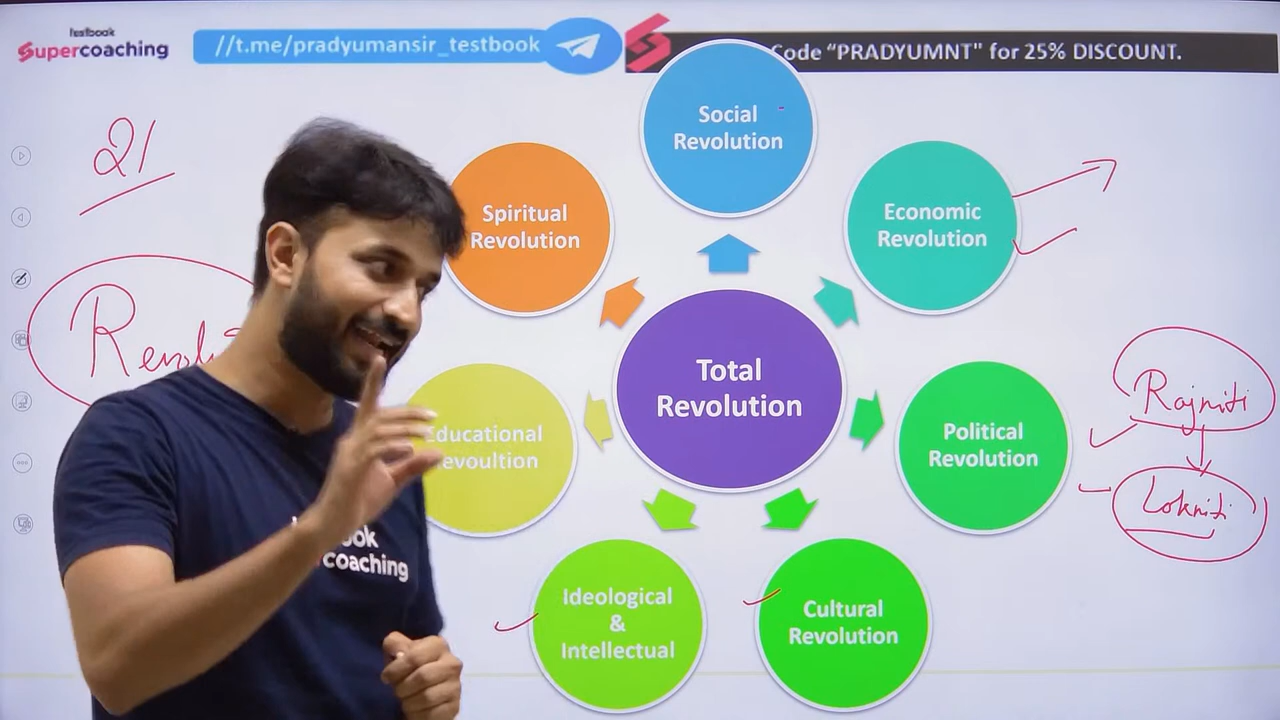 testbook
Supercoaching
//t.me/pradyumansir_testbook
Code “PRADYUMNT" for 25% DISCOUNT.
21
Social
Revolution
Spiritual
Revolution
Economic
Revolution
Total
Revolution
Rajniti
Lokniti
Educational
Revoultion
Political
Revolution
Ideological
&
Intellectual
Cultural
Revolution
coaching